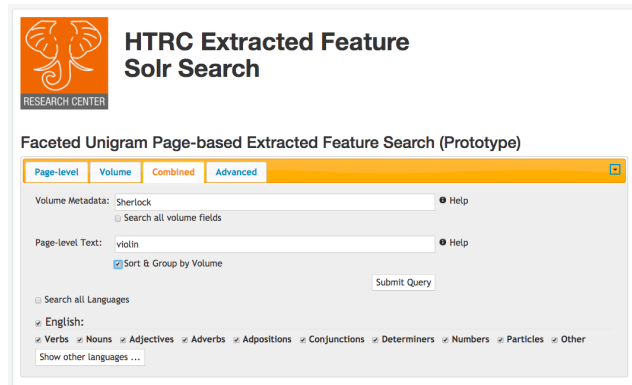 HTRC Extracted Feature
Solr Search
RESEARCH CENTER
Faceted Unigram Page-based Extracted Feature Search (Prototype)
Page-level Volume Combined Advanced
Volume Metadata: Sherlock Help
Search all volume fields
Page-level Text: violin Help
Sort & Group by Volume
Submit Query
Search all Languages
English:
Verbs Nouns Adjectives Adverbs Adpositions Conjunctions Determiners Numbers Particles Other
Show other languages ...